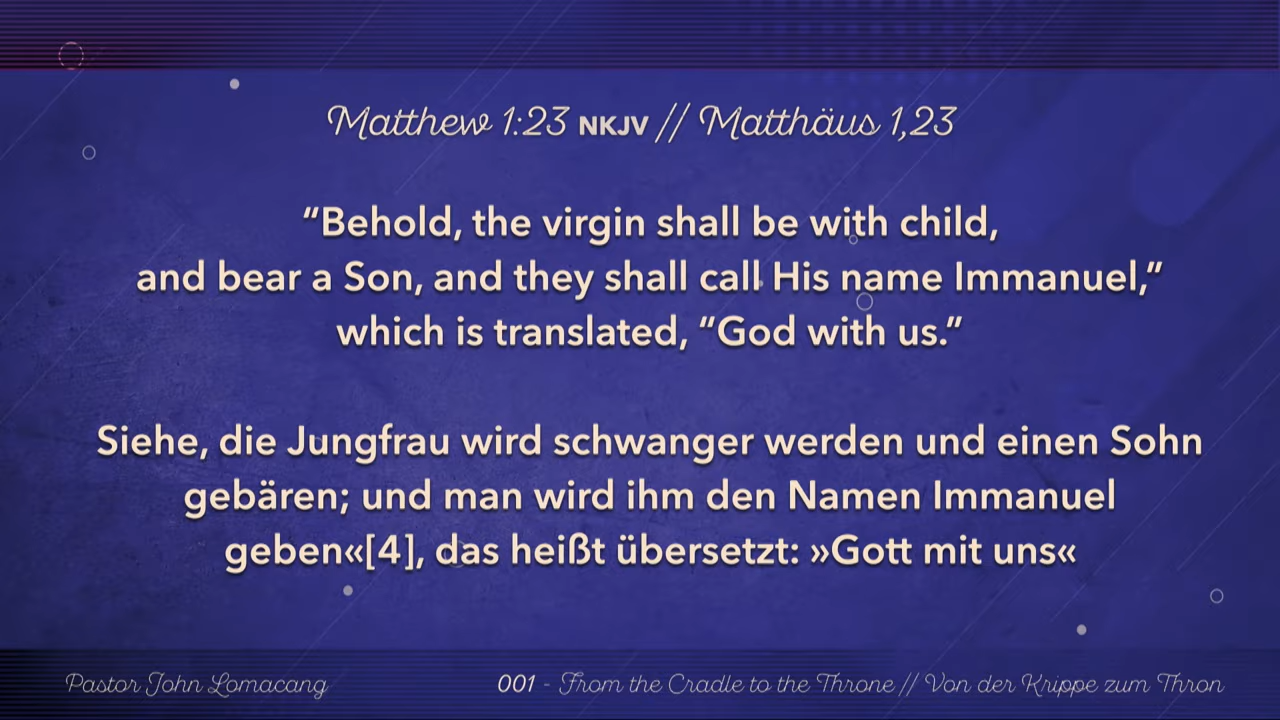 Matthew 1:23 NKJV // Matthäus 1,23
“Behold, the virgin shall be with child,
and bear a Son, and they shall call His name Immanuel,”
which is translated, “God with us.”
Siehe, die Jungfrau wird schwanger werden und einen Sohn
gebären; und man wird ihm den Namen Immanuel
geben«[4], das heißt übersetzt: »Gott mit uns«
Pastor John Lomacang
001 - From the Cradle to the Throne // Von der Krippe zum Thron